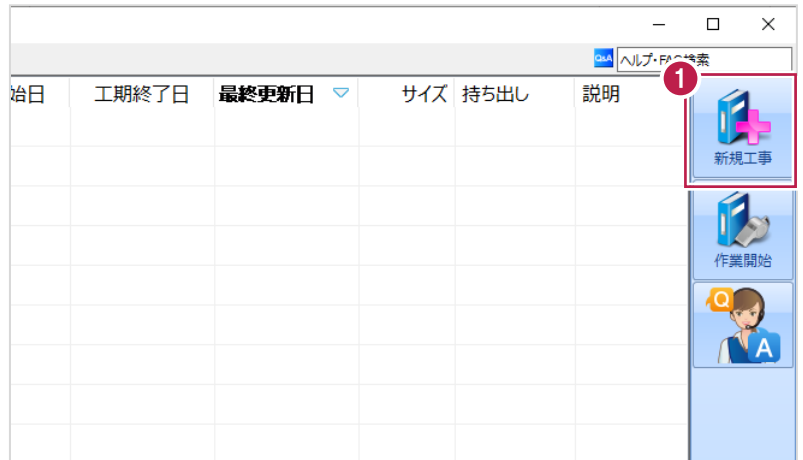 Q&A ヘルプ・FAQ検索
始日 工期終了日 最終更新日 サイズ 持ち出し 説明
1
新規工事
作業開始
Q
A